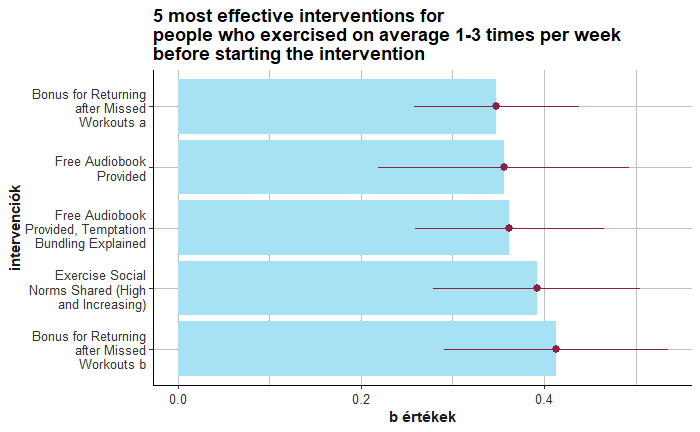 5 most effective interventions for
people who exercised on average 1-3 times per week
before starting the intervention
intervenciók
Bonus for Returning
after Missed
Workouts a
Free Audiobook
Provided
Free Audiobook
Provided, Temptation
Bundling Explained
Exercise Social
Norms Shared (High
and Increasing)
Bonus for Returning
after Missed
Workouts b
0.0 0.2 0.4
b értékek